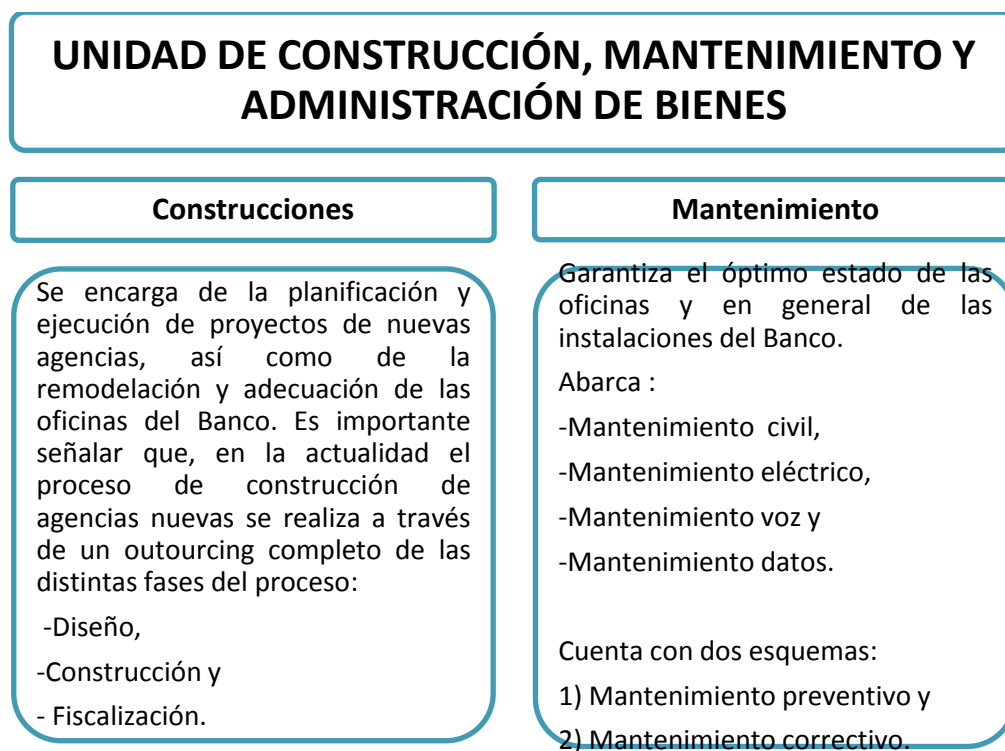 UNIDAD DE CONSTRUCCIÓN, MANTENIMIENTO Y
ADMINISTRACIÓN DE BIENES
Construcciones
Se encarga de la planificación y
ejecución de proyectos de nuevas
agencias, así como de la
remodelación y adecuación de las
oficinas del Banco. Es importante
señalar que, en la actualidad el
proceso de construcción de
agencias nuevas se realiza a través
de un outourcing completo de las
distintas fases del proceso:
-Diseño,
-Construcción y
- Fiscalización.
Mantenimiento
Garantiza el óptimo estado de las
oficinas y en general de las
instalaciones del Banco.
Abarca :
-Mantenimiento civil,
-Mantenimiento eléctrico,
-Mantenimiento voz y
-Mantenimiento datos.
Cuenta con dos esquemas:
1) Mantenimiento preventivo y
2) Mantenimiento correctivo.